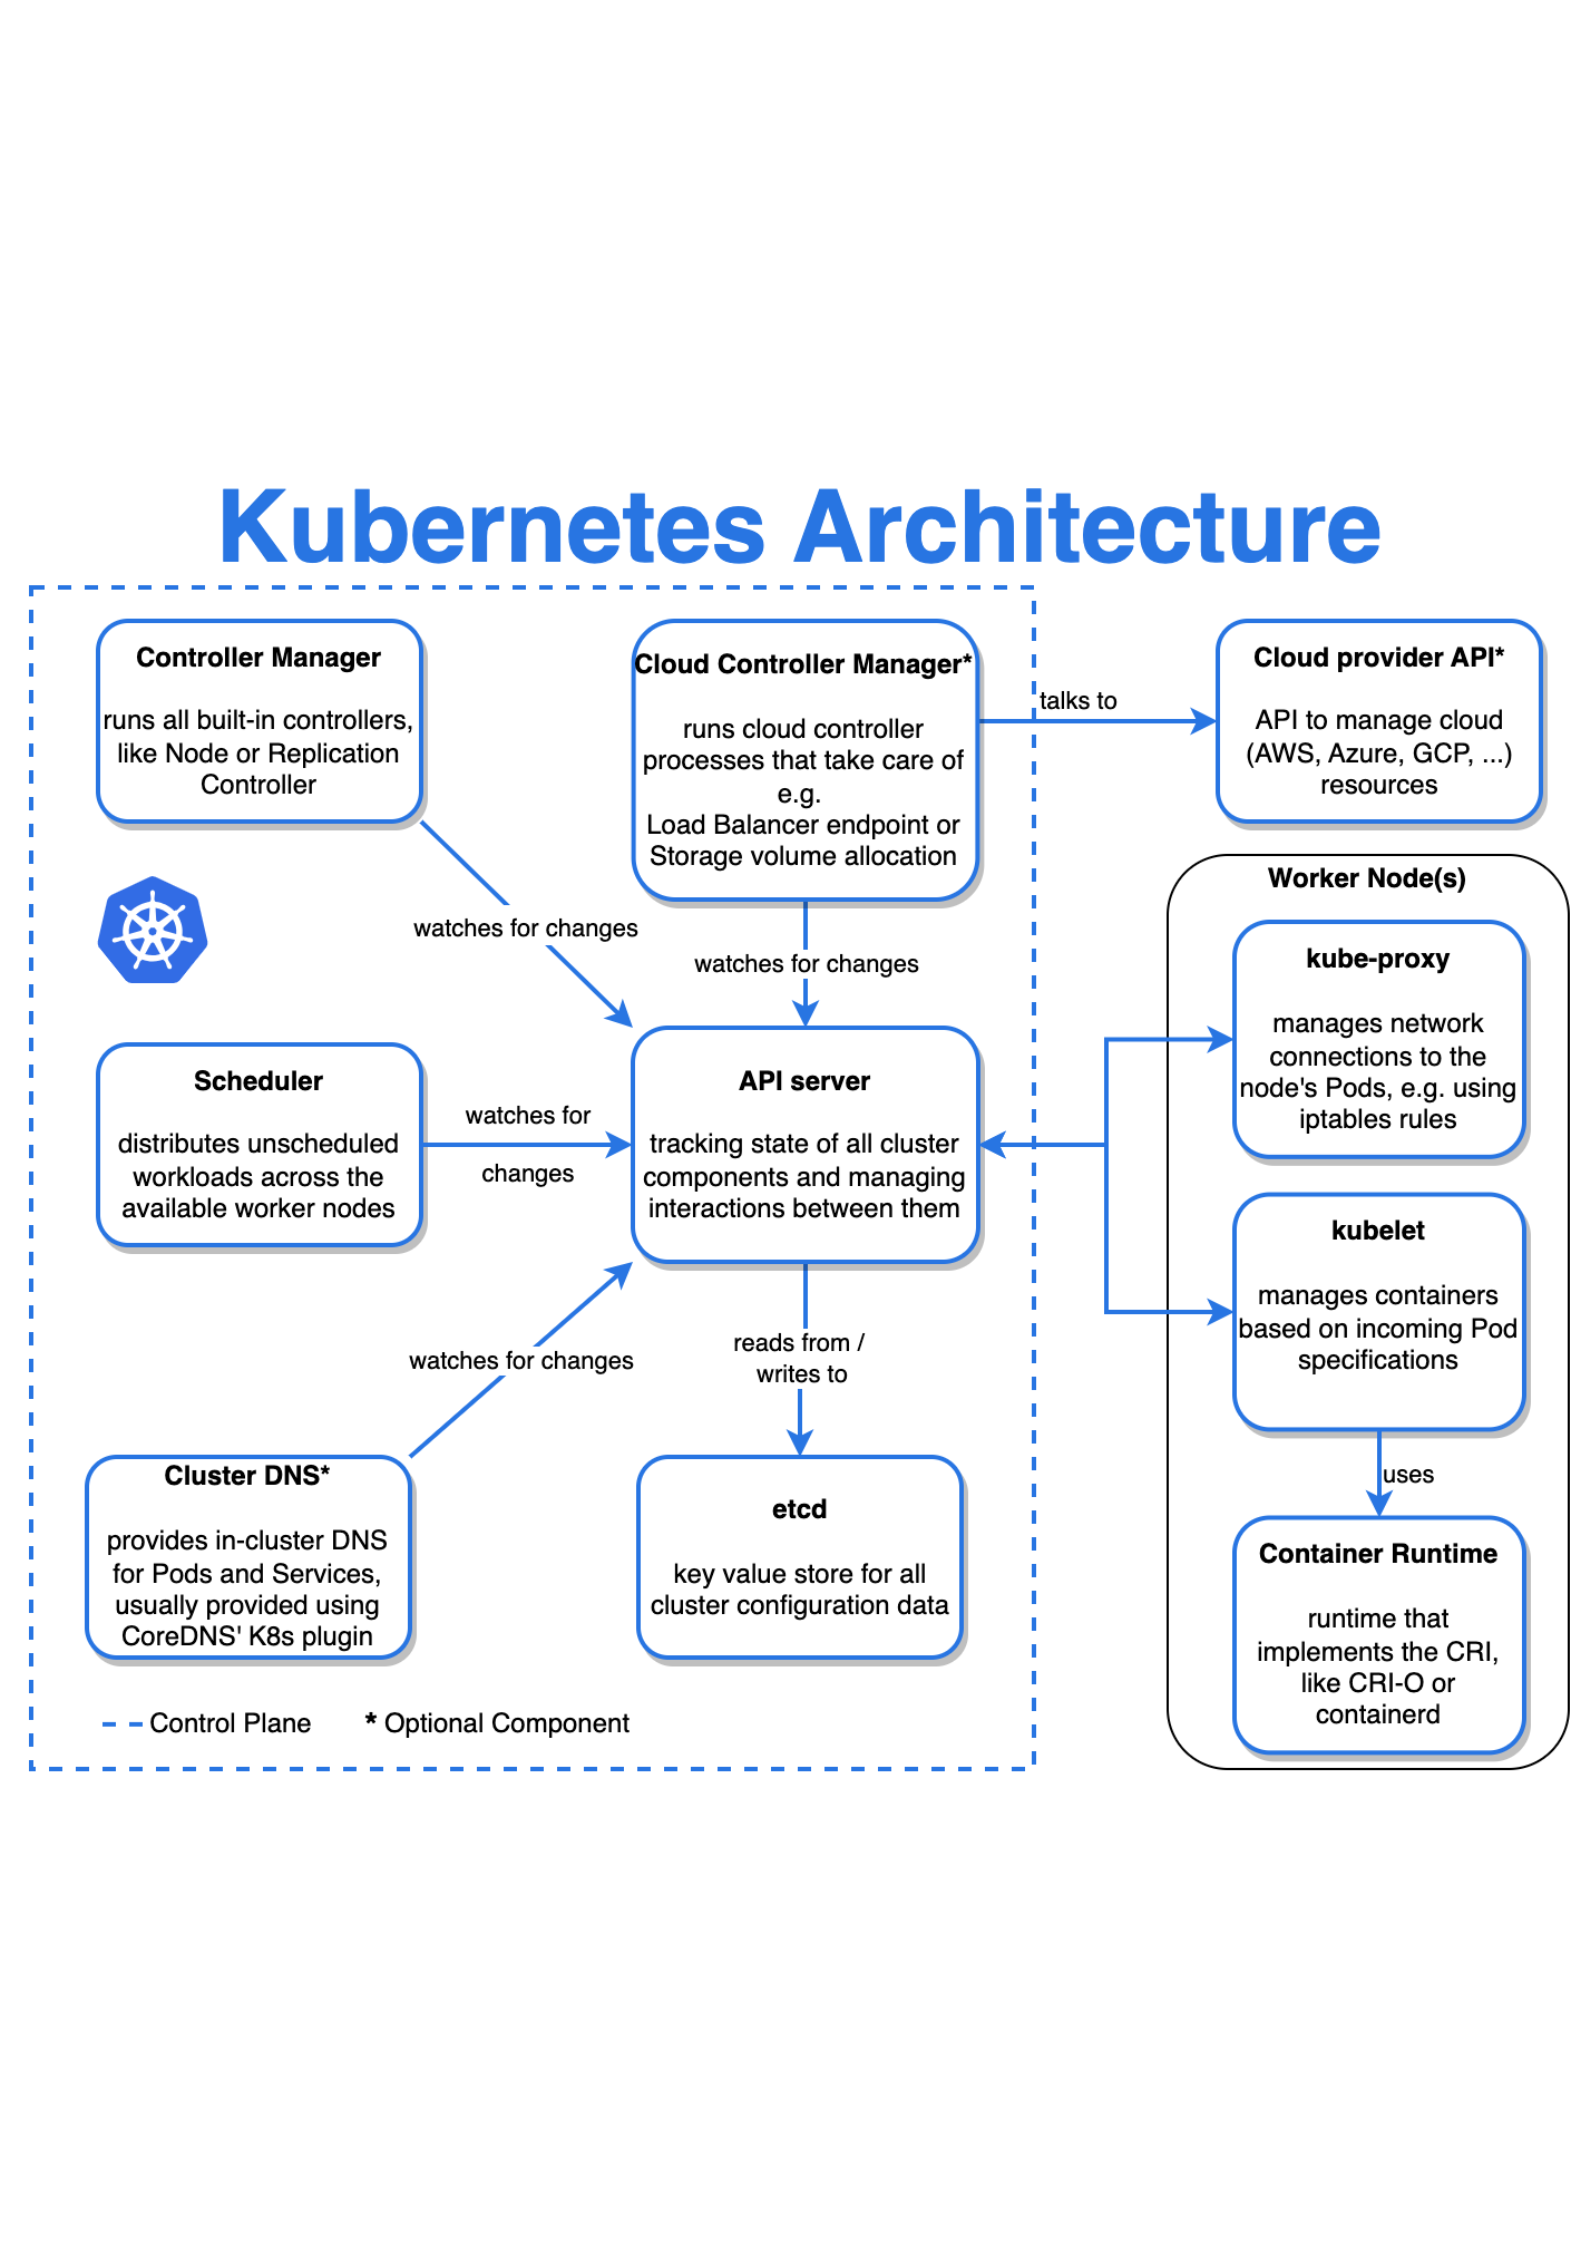 Kubernetes Architecture
Controller Manager
runs all built-in controllers,
like Node or Replication
Controller
Cloud Controller Manager*
runs cloud controller
processes that take care of
e.g.
Load Balancer endpoint or
Storage volume allocation
talks to
Cloud provider API*
API to manage cloud
(AWS, Azure, GCP, ...)
resources
watches for changes
watches for changes
Scheduler
distributes unscheduled
workloads across the
available worker nodes
watches for
changes
API server
tracking state of all cluster
components and managing
interactions between them
Worker Node(s)
kube-proxy
manages network
connections to the
node's Pods, e.g. using
iptables rules
kubelet
manages containers
based on incoming Pod
specifications
watches for changes
reads from /
writes to
uses
Cluster DNS*
provides in-cluster DNS
for Pods and Services,
usually provided using
CoreDNS' K8s plugin
etcd
key value store for all
cluster configuration data
Container Runtime
runtime that
implements the CRI,
like CRI-O or
containerd
Control Plane
* Optional Component